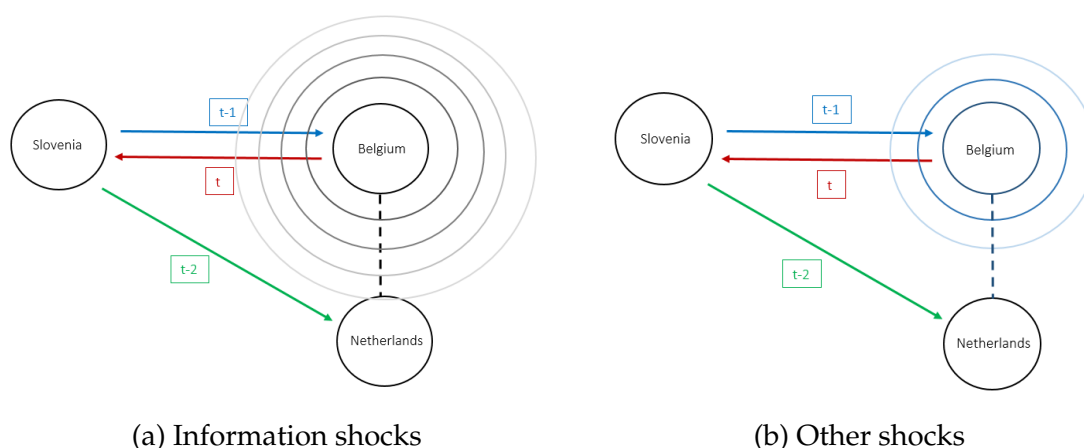 t-1
Slovenia
Belgium
t
t-2
Netherlands
(a) Information shocks
t-1
Slovenia
Belgium
t
t-2
Netherlands
(b) Other shocks